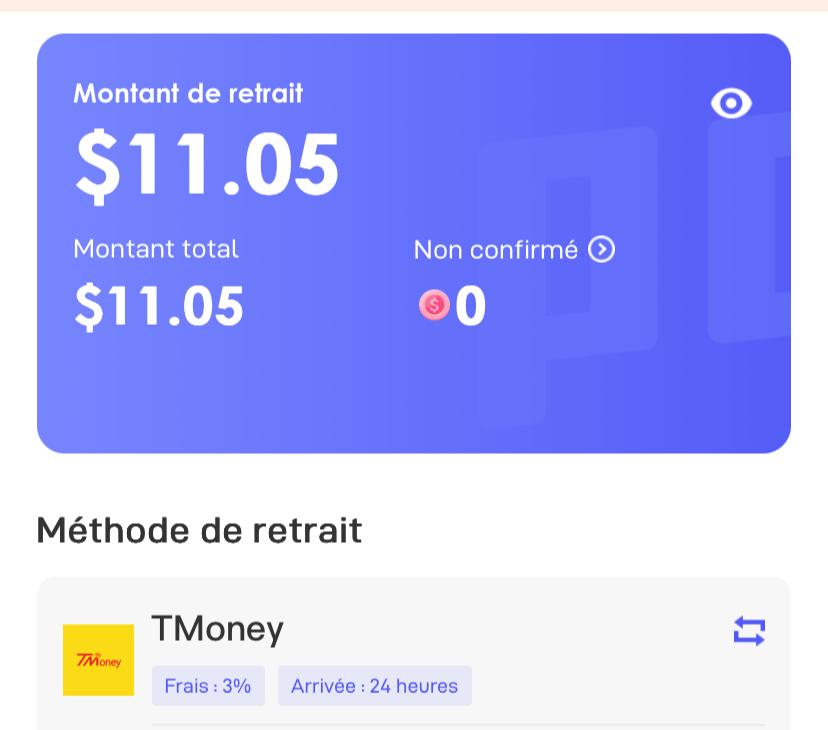 Montant de retrait
$11.05
Montant total
Non confirmé
$11.05
0
Méthode de retrait
TMoney
TMoney
Frais : 3%
Arrivée : 24 heures